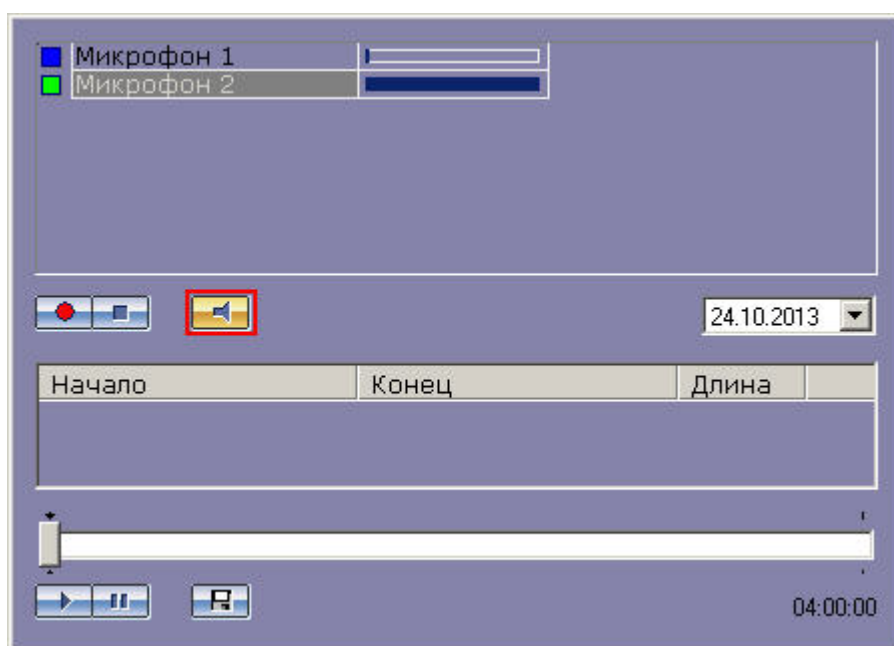 Микрофон 1
Микрофон 2
24.10.2013
Начало Конец Длина
04:00:00